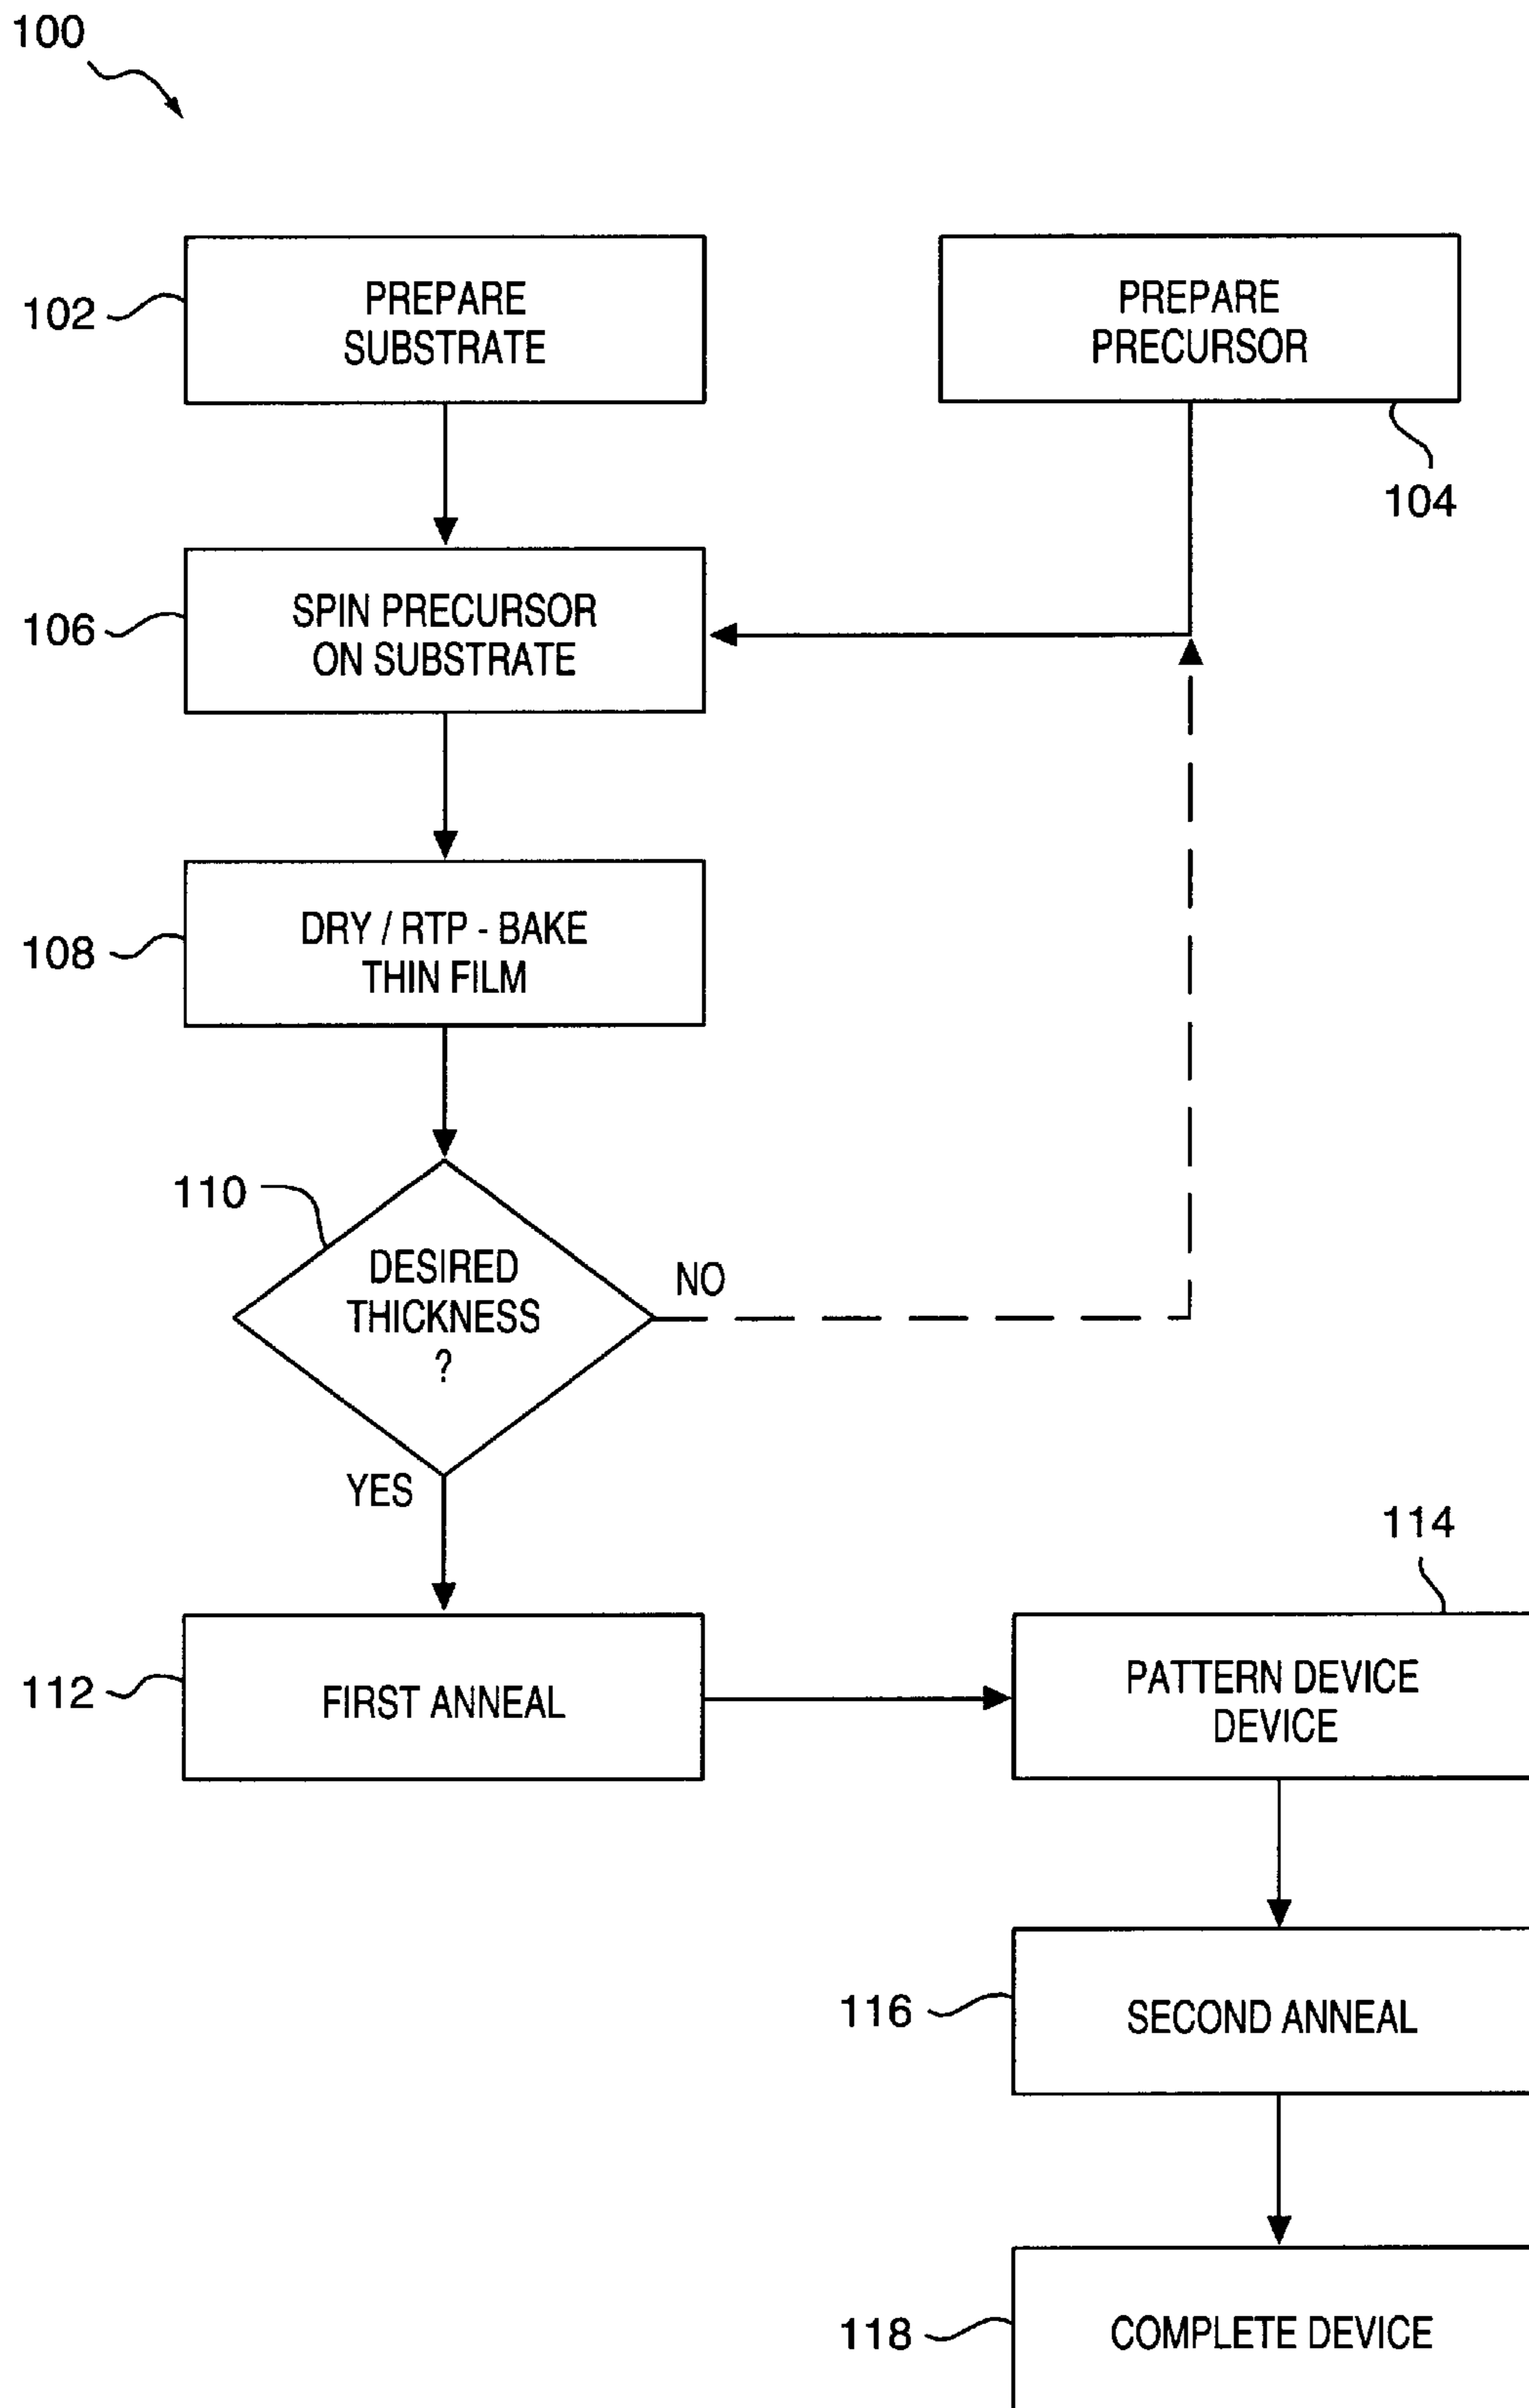 100
102
PREPARE
SUBSTRATE
PREPARE
PRECURSOR
104
106
SPIN PRECURSOR
ON SUBSTRATE
108
DRY / RTP - BAKE
THIN FILM
110
DESIRED
THICKNESS
?
NO
YES
112
FIRST ANNEAL
114
PATTERN DEVICE
DEVICE
116
SECOND ANNEAL
118
COMPLETE DEVICE